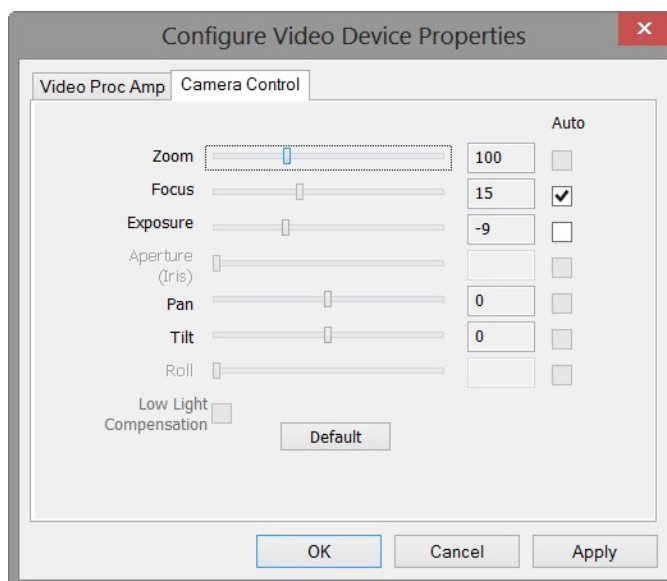 Configure Video Device Properties
Video Proc Amp Camera Control
Auto
Zoom 100
Focus 15
Exposure -9
Aperture
(Iris)
Pan 0
Tilt 0
Roll
Low Light
Compensation
Default
OK Cancel Apply